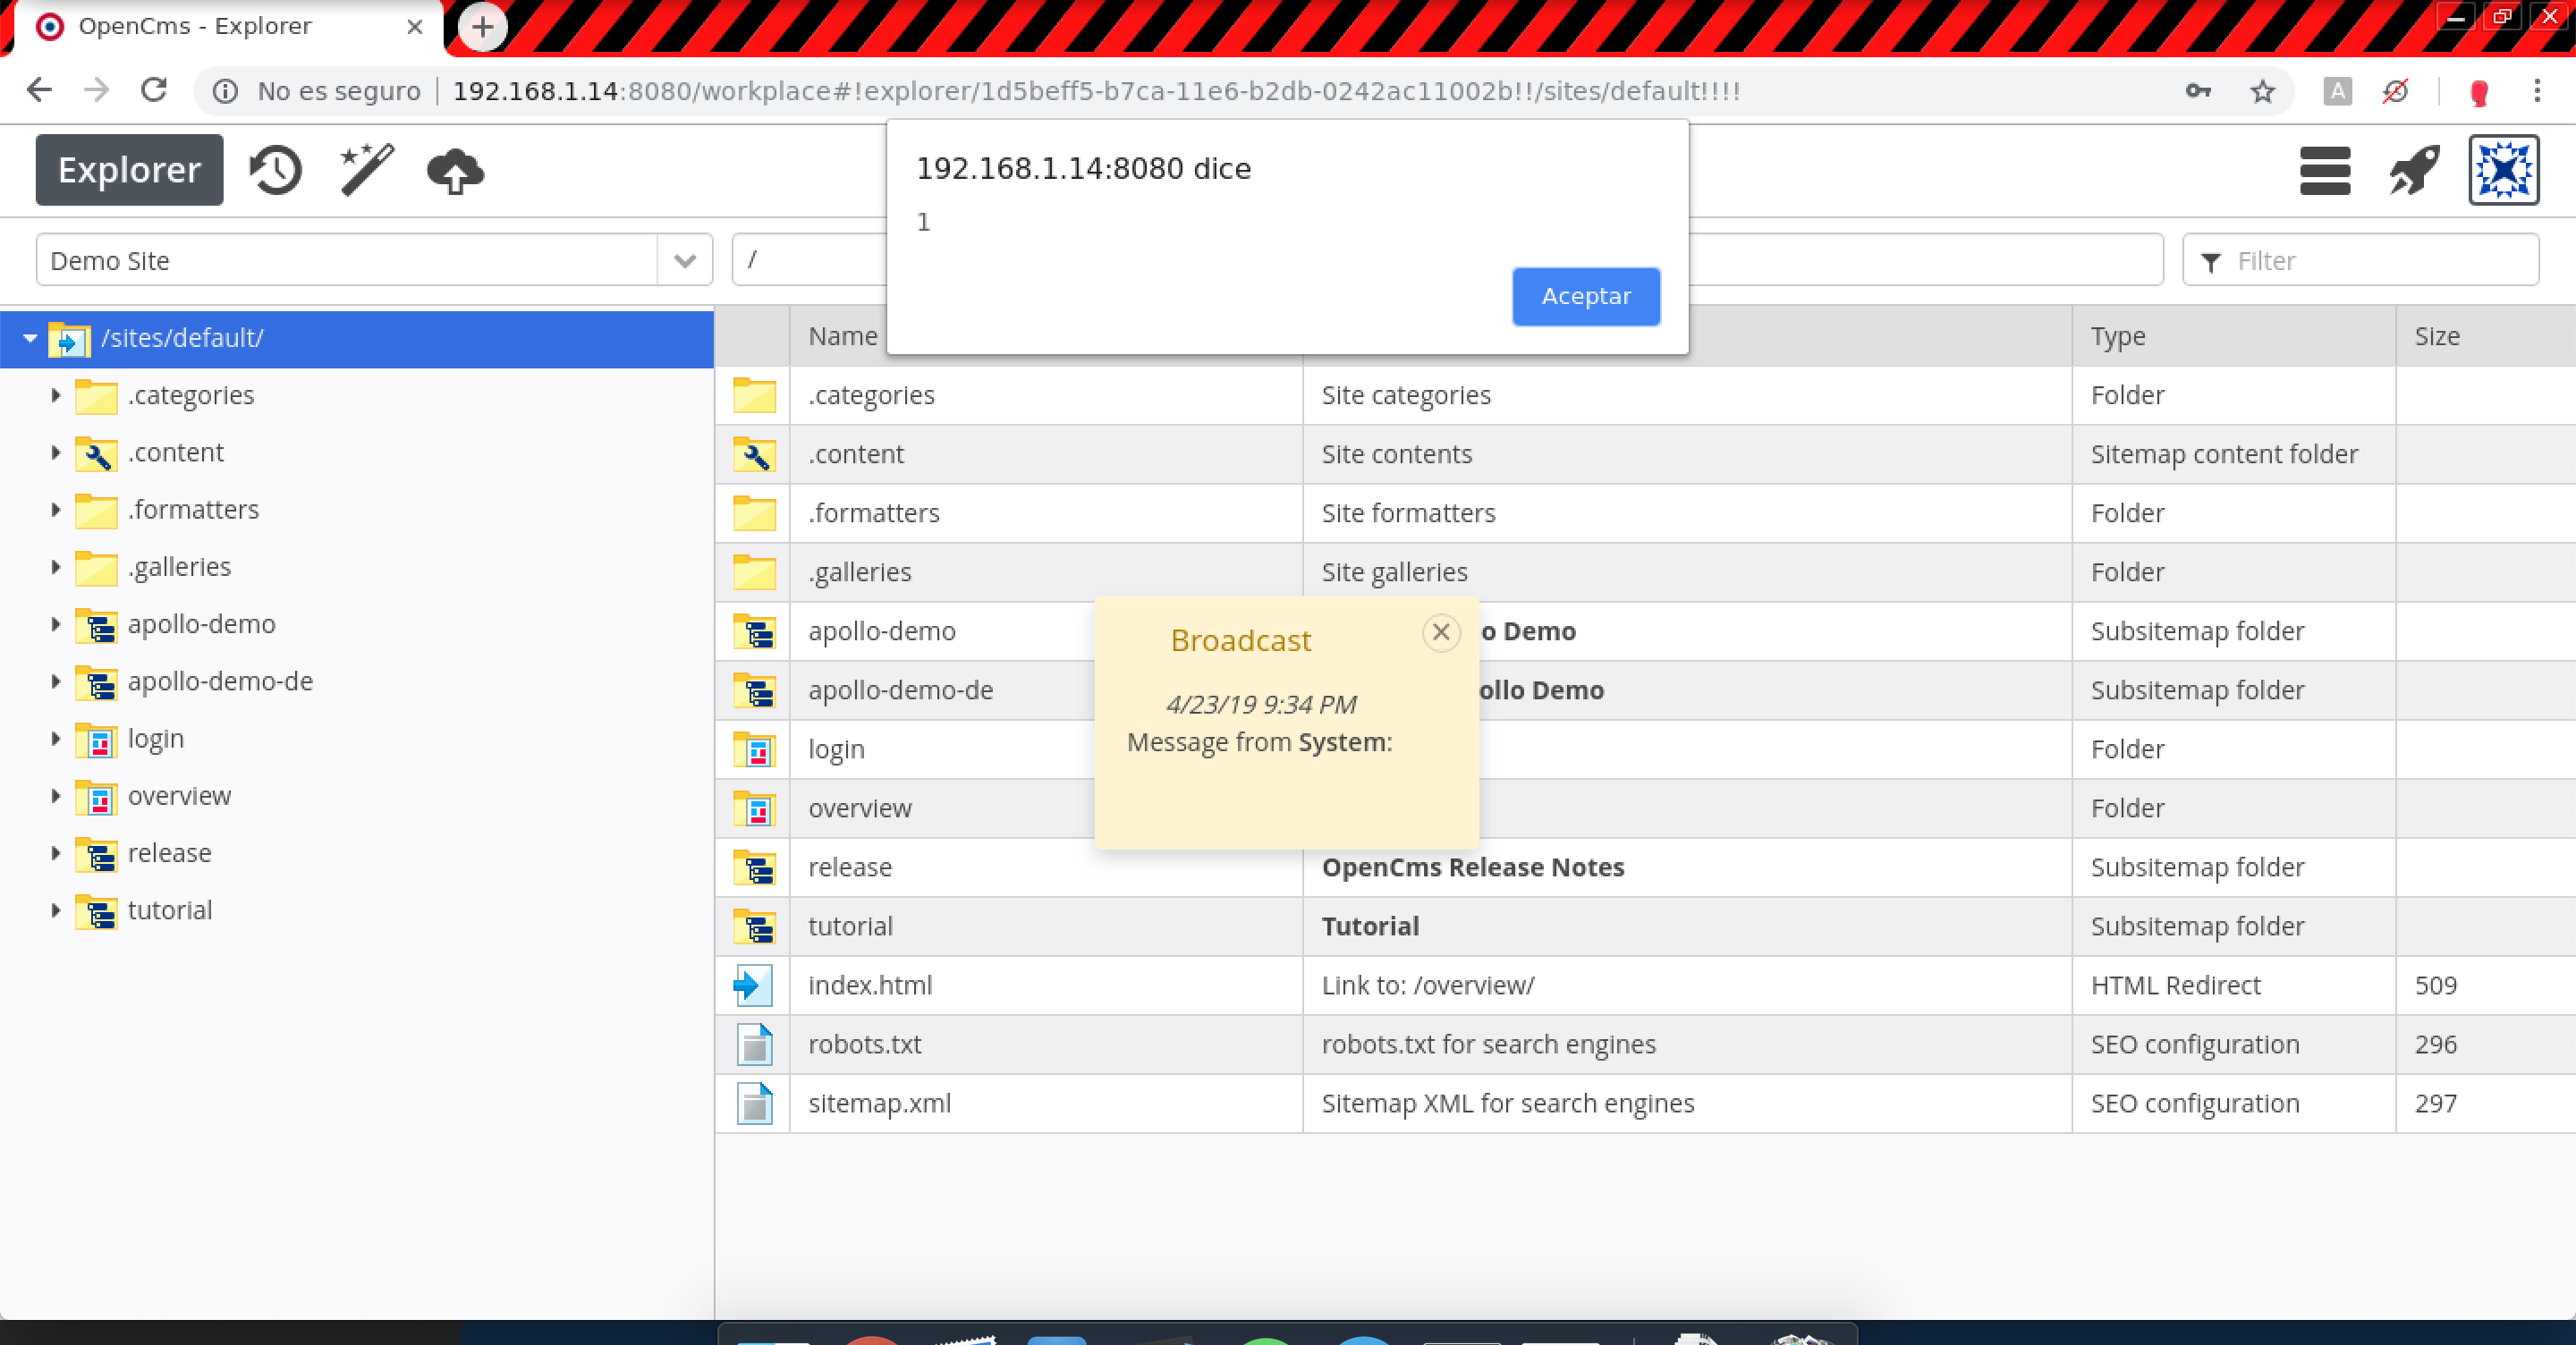 OpenCms - Explorer
No es seguro
192.168.1.14:8080/workplace#!explorer/1d5beff5-b7ca-11e6-b2db-0242ac11002b!!/sites/default!!!!
A
Explorer
192.168.1.14:8080 dice
1
Aceptar
Demo Site
/
Filter
/sites/default/
.categories
.content
.formatters
.galleries
apollo-demo
apollo-demo-de
login
overview
release
tutorial
Name Type Size
.categories Site categories Folder
.content Site contents Sitemap content folder
.formatters Site formatters Folder
.galleries Site galleries Folder
apollo-demo o Demo Subsitemap folder
apollo-demo-de ollo Demo Subsitemap folder
login Folder
overview Folder
release OpenCms Release Notes Subsitemap folder
tutorial Tutorial Subsitemap folder
index.html Link to: /overview/ HTML Redirect 509
robots.txt robots.txt for search engines SEO configuration 296
sitemap.xml Sitemap XML for search engines SEO configuration 297
Broadcast
4/23/19 9:34 PM
Message from System: